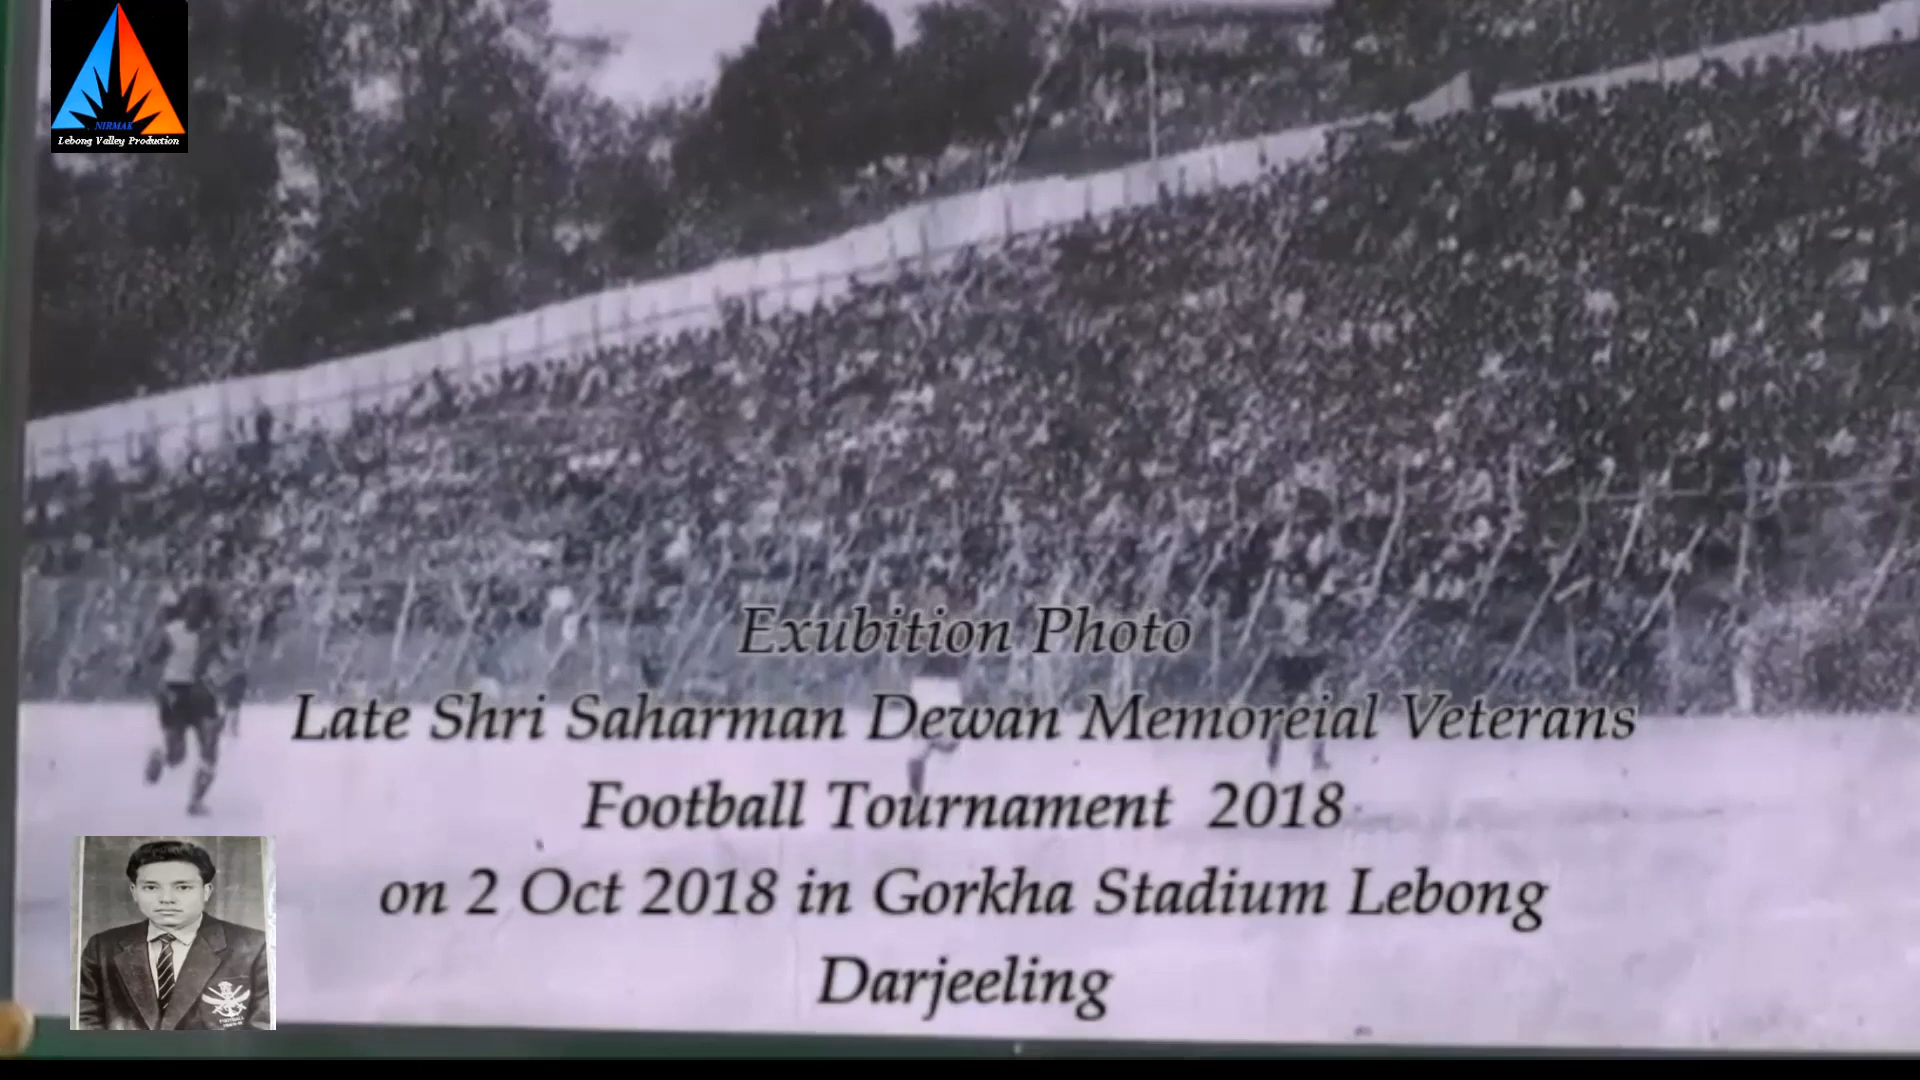 NIRMAK
Lebong Valley Production
Exubition Photo
Late Shri Saharman Dewan Memoreial Veterans
Football Tournament 2018
on 2 Oct 2018 in Gorkha Stadium Lebong
Darjeeling
FOOTBALL